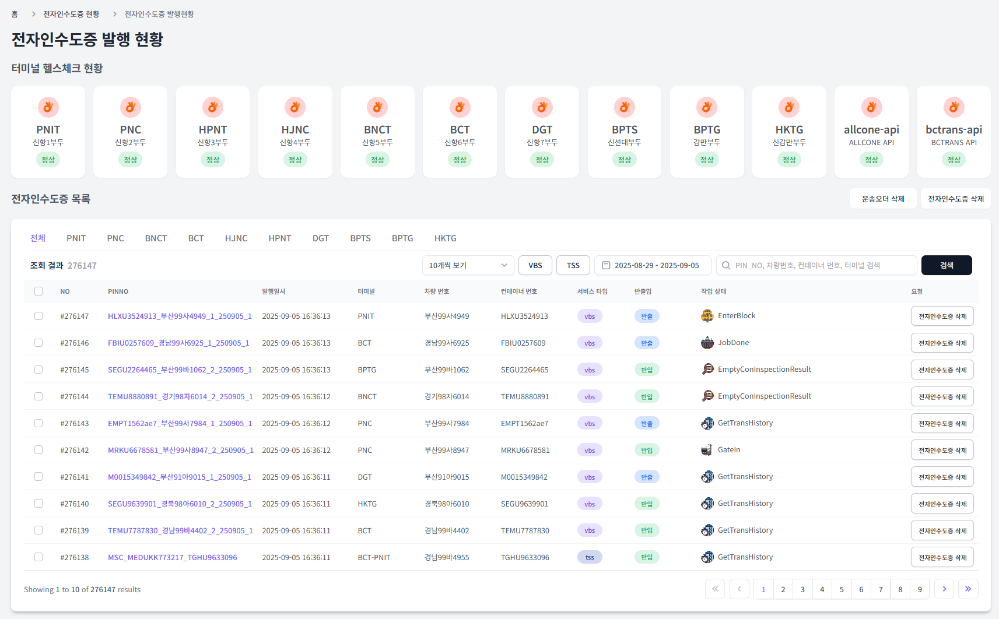 홈 > 전자인수도증 현황 > 전자인수도증 발행현황
전자인수도증 발행 현황
터미널 헬스체크 현황
PNIT
신항1부두
정상
PNC
신항2부두
정상
HPNT
신항3부두
정상
HJNC
신항4부두
정상
BNCT
신항5부두
정상
BCT
신항6부두
정상
DGT
신항7부두
정상
BPTS
신선대부두
정상
BPTG
감만부두
정상
HKTG
신감만부두
정상
allcone-api
ALLCONE API
정상
bctrans-api
BCTRANS API
정상
전자인수도증 목록
운송오더 삭제 전자인수도증 삭제
전체 PNIT PNC BNCT BCT HJNC HPNT DGT BPTS BPTG HKTG
조회 결과 276147 10개씩 보기 VBS TSS 2025-08-29 - 2025-09-05 PIN_NO, 차량번호, 컨테이너 번호, 터미널 검색 검색
NO PINNO 발행일시 터미널 차량 번호 컨테이너 번호 서비스 타입 반출입 작업 상태 요청
#276147 HLXU3524913_부산99사4949_1_250905_1 2025-09-05 16:36:13 PNIT 부산99사4949 HLXU3524913 vbs 반출 EnterBlock 전자인수도증 삭제
#276146 FBIU0257609_경남99사6925_1_250905_1 2025-09-05 16:36:13 BCT 경남99사6925 FBIU0257609 vbs 반출 JobDone 전자인수도증 삭제
#276145 SEGU2264465_부산99바1062_2_250905_1 2025-09-05 16:36:13 BPTG 부산99바1062 SEGU2264465 vbs 반입 EmptyConInspectionResult 전자인수도증 삭제
#276144 TEMU8880891_경기98자6014_2_250905_1 2025-09-05 16:36:12 BNCT 경기98자6014 TEMU8880891 vbs 반입 EmptyConInspectionResult 전자인수도증 삭제
#276143 EMPT1562ae7_부산99사7984_1_250905_1 2025-09-05 16:36:12 PNC 부산99사7984 EMPT1562ae7 vbs 반출 GetTransHistory 전자인수도증 삭제
#276142 MRKU6678581_부산99사8947_2_250905_1 2025-09-05 16:36:12 PNC 부산99사8947 MRKU6678581 vbs 반입 GateIn 전자인수도증 삭제
#276141 M0015349842_부산91아9015_1_250905_1 2025-09-05 16:36:11 DGT 부산91아9015 M0015349842 vbs 반출 GetTransHistory 전자인수도증 삭제
#276140 SEGU9639901_경북98아6010_2_250905_1 2025-09-05 16:36:11 HKTG 경북98아6010 SEGU9639901 vbs 반입 GetTransHistory 전자인수도증 삭제
#276139 TEMU7787830_경남99바4402_2_250905_1 2025-09-05 16:36:11 BCT 경남99바4402 TEMU7787830 vbs 반입 GetTransHistory 전자인수도증 삭제
#276138 MSC_MEDUKK773217_TGHU9633096 2025-09-05 16:36:11 BCT-PNIT 경남99바4955 TGHU9633096 tss 반입 GetTransHistory 전자인수도증 삭제
Showing 1 to 10 of 276147 results « ‹ 1 2 3 4 5 6 7 8 9 › »